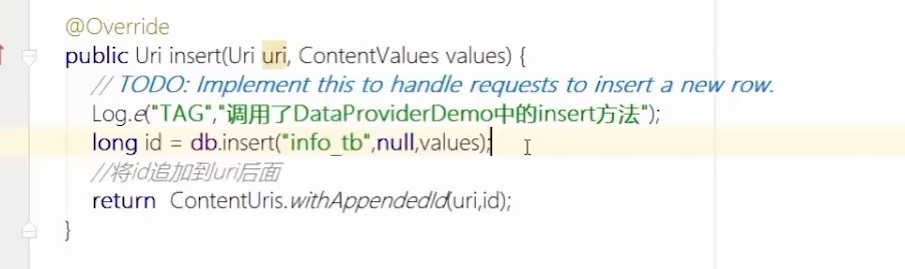 @Override
public Uri insert(Uri uri, ContentValues values) {
// TODO: Implement this to handle requests to insert a new row.
Log.e("TAG","调用了DataProviderDemo中的insert方法");
long id = db.insert("info_tb",null,values);
//将id追加到uri后面
return ContentUris.withAppendedId(uri,id);
}